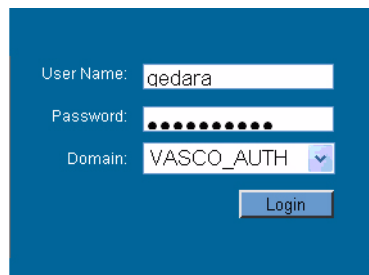 User Name: gedara
Password: ●●●●●●●●●●
Domain: VASCO_AUTH
Login